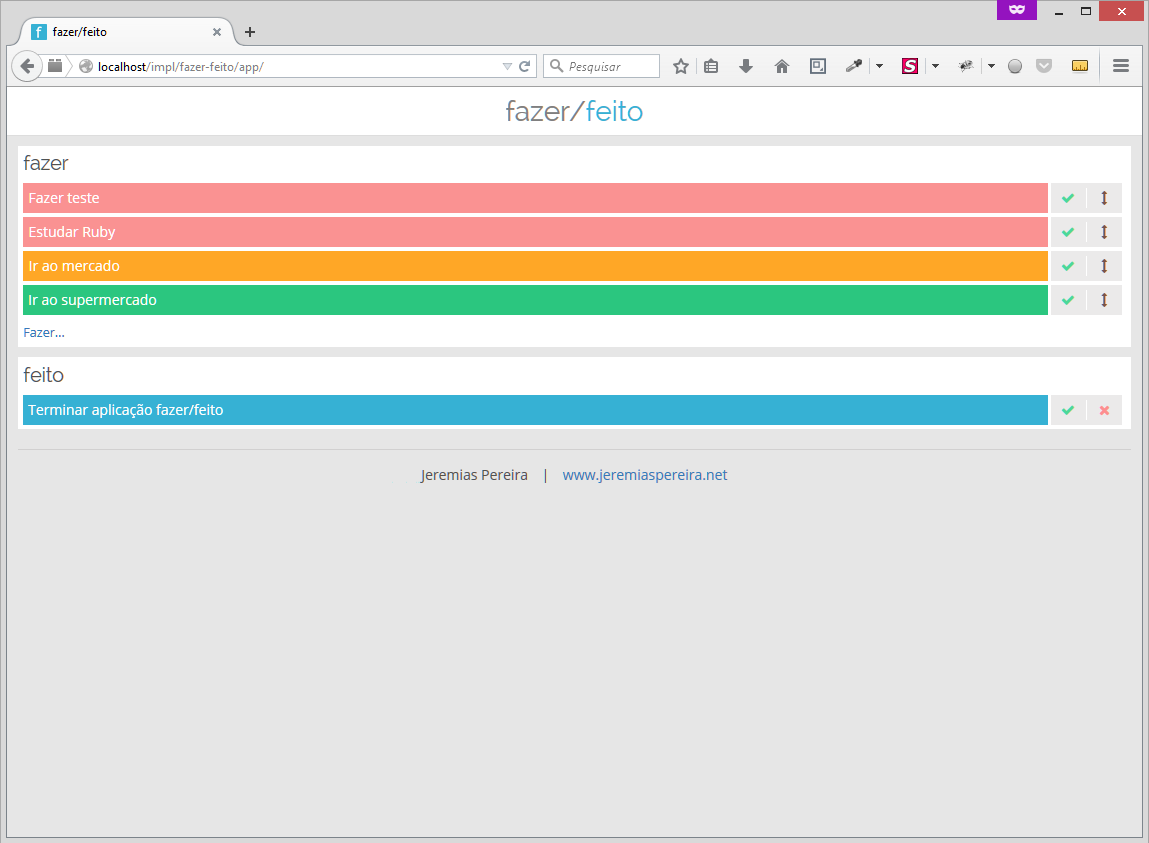 fazer/feito
localhost/impl/fazer-feito/app/
Pesquisar
fazer/feito
fazer
Fazer teste
Estudar Ruby
Ir ao mercado
Ir ao supermercado
Fazer...
feito
Terminar aplicação fazer/feito
Jeremias Pereira | www.jeremiaspereira.net